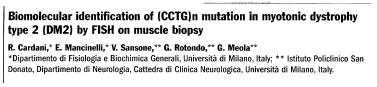 Biomolecular identification of (CCTG)n mutation in myotonic dystrophy
type 2 (DM2) by FISH on muscle biopsy
R. Cardani,* E. Mancinelli,* V. Sansone,** G. Rotondo,** G. Meola**
*Dipartimento di Fisiologia e Biochimica Generali, Università di Milano, Italy; ** Istituto Policlinico San
Donato, Dipartimento di Neurologia, Cattedra di Clinica Neurologica, Università di Milano, Italy.